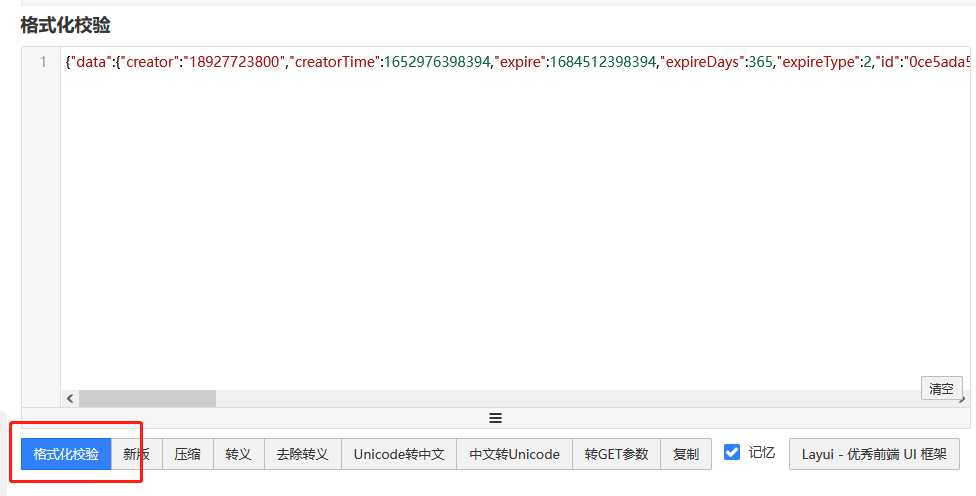 格式化校验
1 {"data":{"creator":"18927723800","creatorTime":1652976398394,"expire":1684512398394,"expireDays":365,"expireType":2,"id":"0ce5ada5
清空
格式化校验 新版 压缩 转义 去除转义 Unicode转中文 中文转Unicode 转GET参数 复制 记忆 Layui - 优秀前端 UI 框架